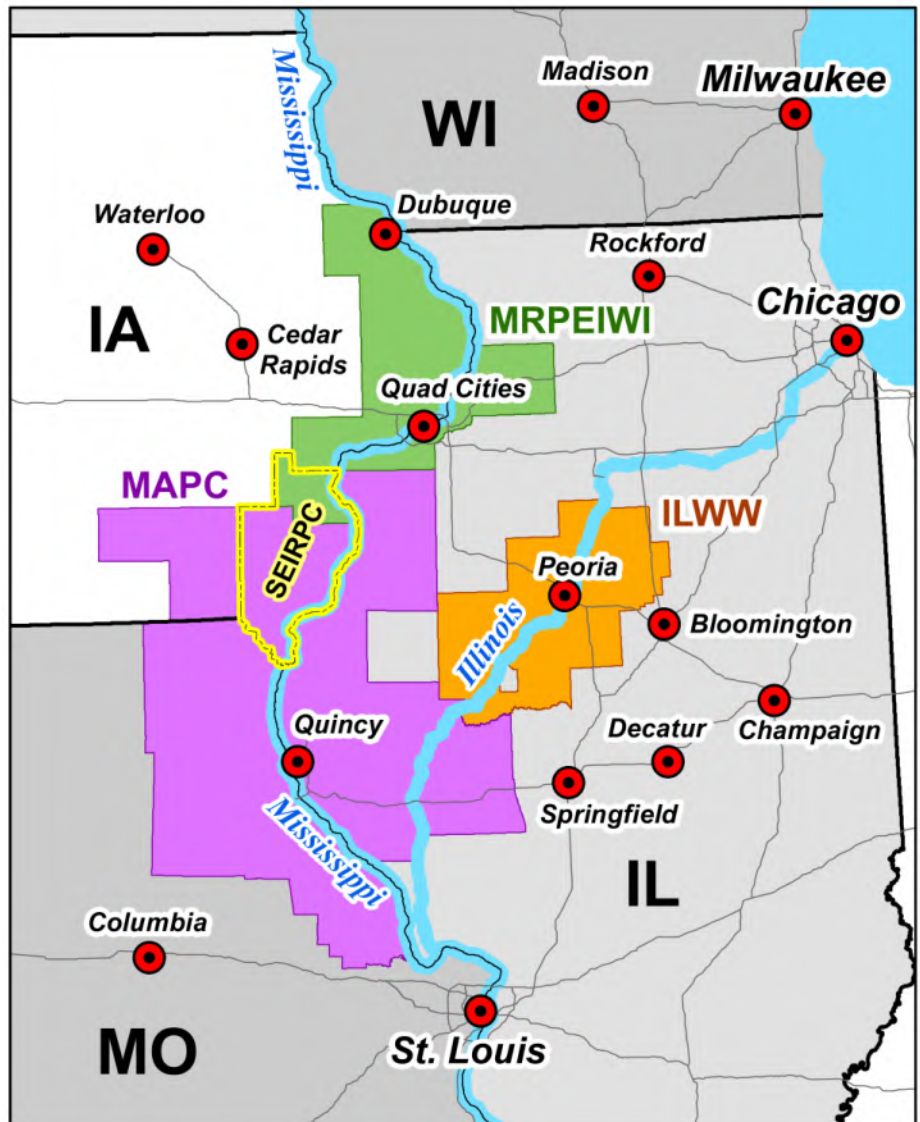 Mississippi
Madison
Milwaukee
WI
Dubuque
Waterloo
Rockford
IA
MRPEIWI
Chicago
Cedar
Rapids
Quad Cities
MAPC
ILWW
SEIRPC
Peoria
Illinois
Bloomington
Quincy
Decatur
Champaign
Springfield
Mississippi
IL
Columbia
MO
St. Louis